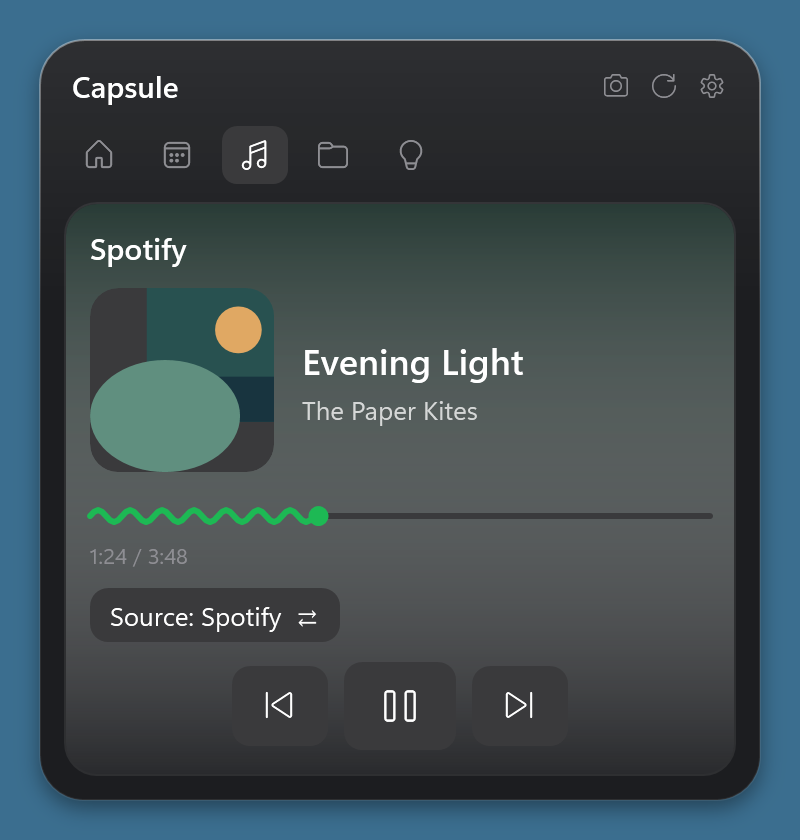 Capsule
Spotify
Evening Light
The Paper Kites
1:24 / 3:48
Source: Spotify